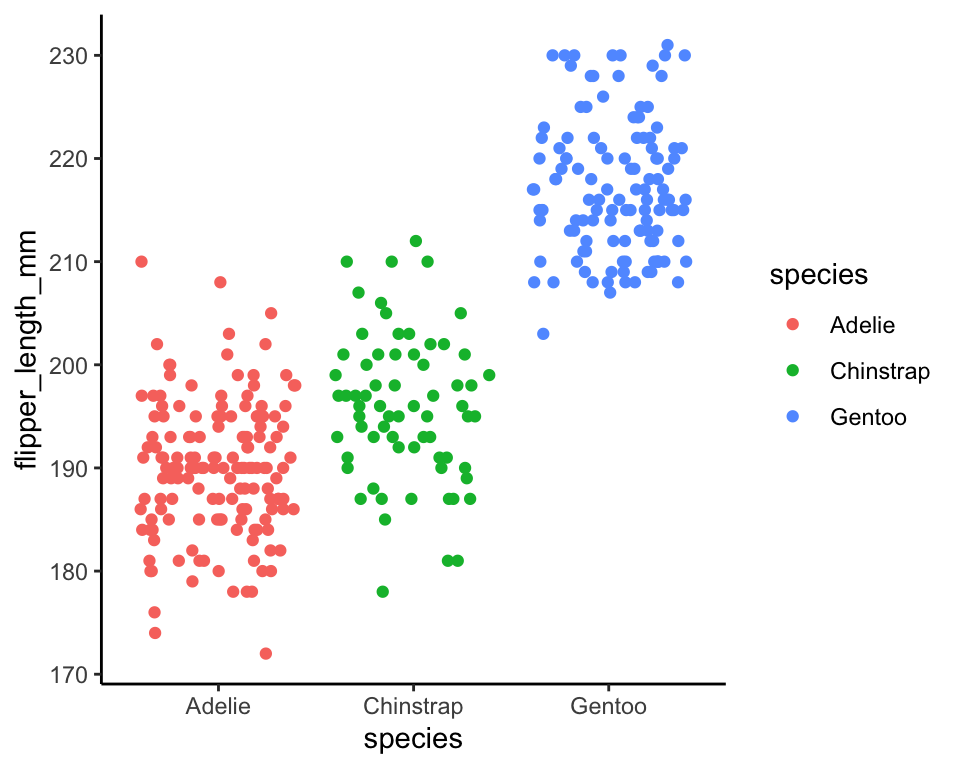 flipper_length_mm
230
220
210
200
190
180
170
Adelie
Chinstrap
Gentoo
species
species
Adelie
Chinstrap
Gentoo